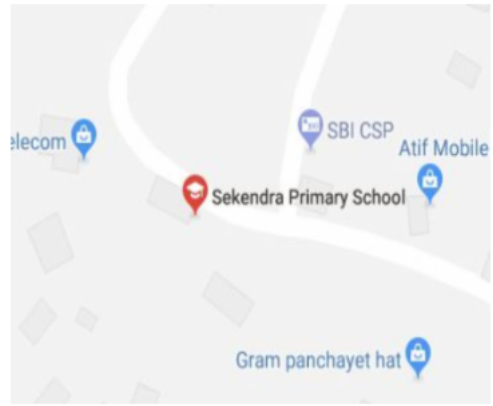 SBI CSP
elecom
Atif Mobile
Sekendra Primary School
Gram panchayet hat